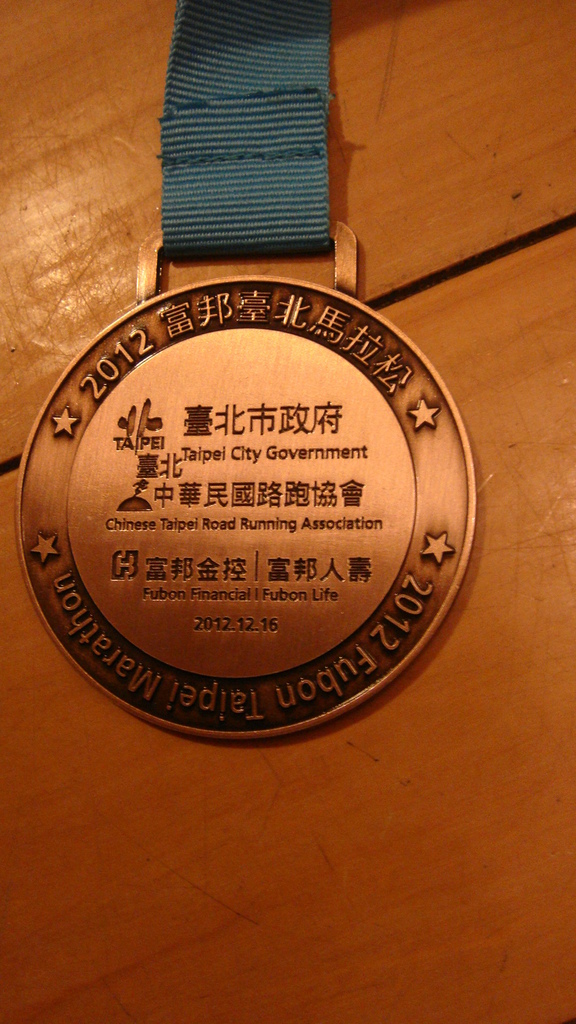 2012 富邦臺北馬拉松
TAIPEI
臺北
臺北市政府
Taipei City Government
中華民國路跑協會
Chinese Taipei Road Running Association
富邦金控 | 富邦人壽
Fubon Financial | Fubon Life
2012.12.16
2012 Fubon Taipei Marathon